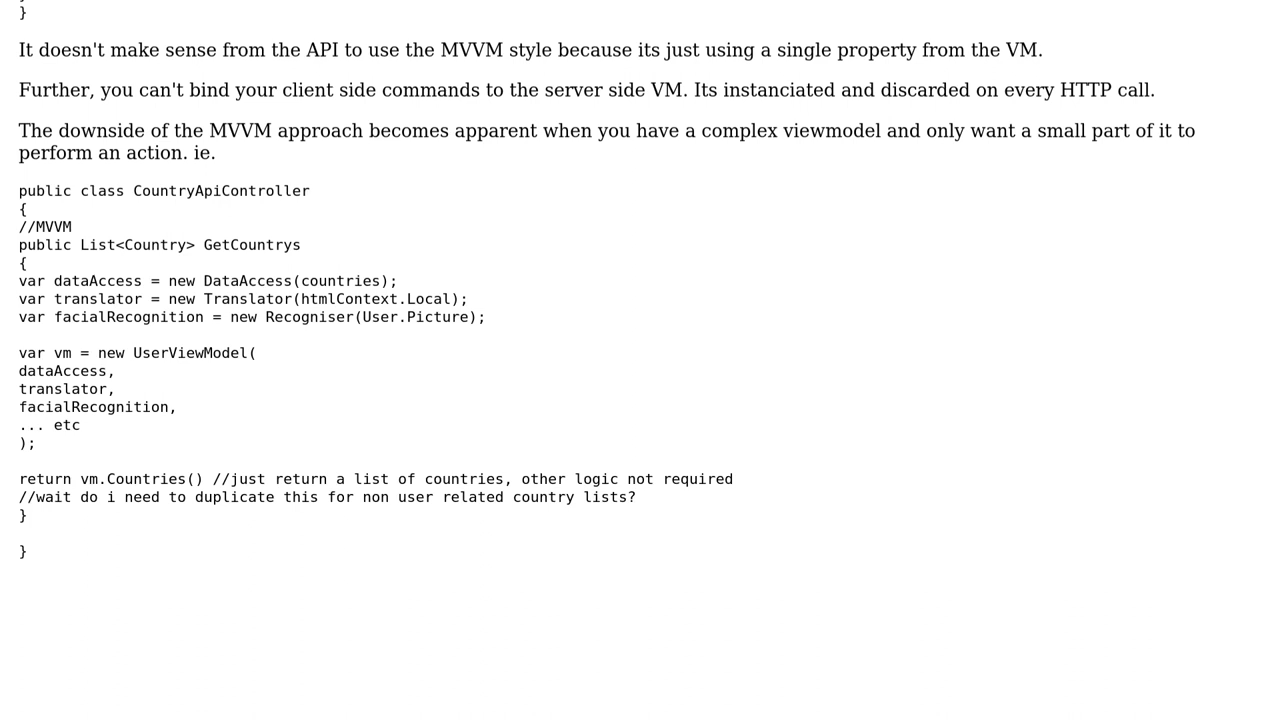 }
It doesn't make sense from the API to use the MVVM style because its just using a single property from the VM.
Further, you can't bind your client side commands to the server side VM. Its instanciated and discarded on every HTTP call.
The downside of the MVVM approach becomes apparent when you have a complex viewmodel and only want a small part of it to
perform an action. ie.
public class CountryApiController
{
//MVVM
public List<Country> GetCountrys
{
var dataAccess = new DataAccess(countries);
var translator = new Translator(htmlContext.Local);
var facialRecognition = new Recogniser(User.Picture);
var vm = new UserViewModel(
dataAccess,
translator,
facialRecognition,
... etc
);
return vm.Countries() //just return a list of countries, other logic not required
//wait do i need to duplicate this for non user related country lists?
}
}